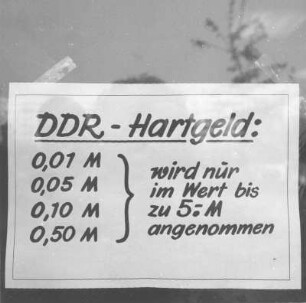 DDR - Hartgeld:
0,01 M
0,05 M
0,10 M
0,50 M
wird nur
im Wert bis
zu 5.- M
angenommen